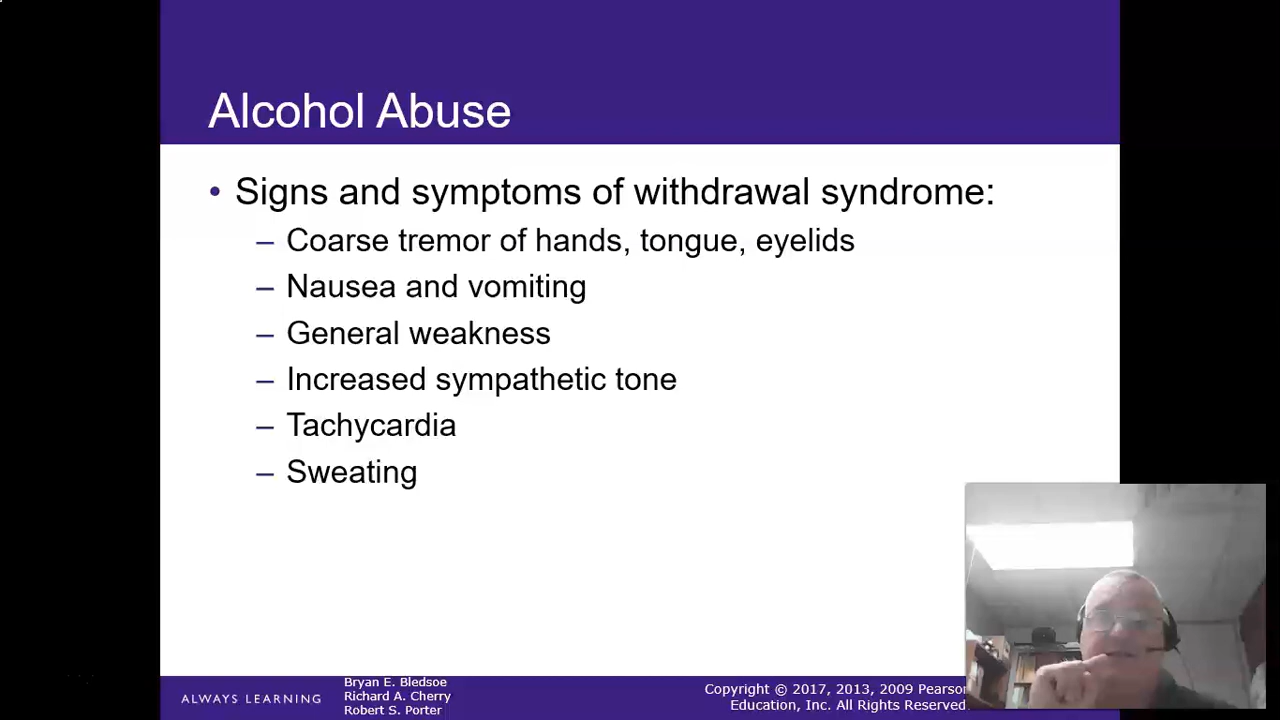 Alcohol Abuse
• Signs and symptoms of withdrawal syndrome:
– Coarse tremor of hands, tongue, eyelids
– Nausea and vomiting
– General weakness
– Increased sympathetic tone
– Tachycardia
– Sweating
ALWAYS LEARNING
Bryan E. Bledsoe
Richard A. Cherry
Robert S. Porter
Copyright © 2017, 2013, 2009 Pearson
Education, Inc. All Rights Reserved.